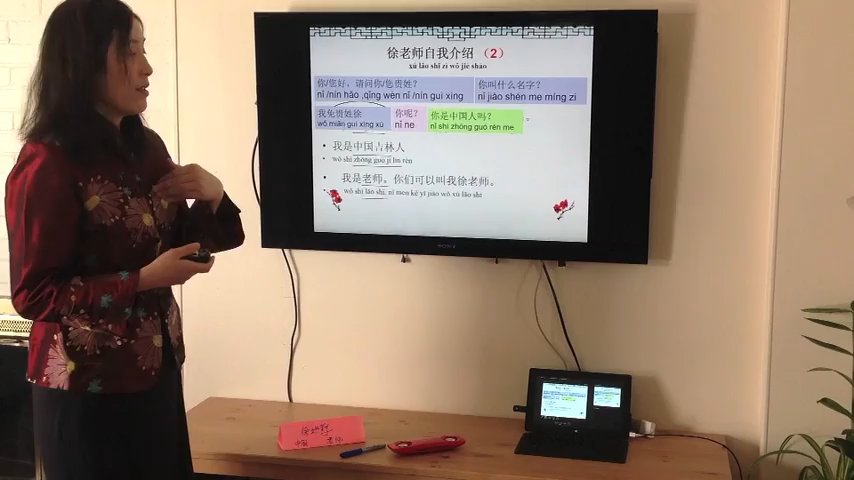 徐老师自我介绍 (2)
xú lǎo shī zì wǒ jiè shào
你/您好，请问你/您贵姓？
nǐ /nín hǎo ,qǐng wèn nǐ /nín guì xìng
你叫什么名字？
nǐ jiào shén me míng zì
我免贵姓徐
wǒ miǎn guì xìng xú
你呢？
nǐ ne
你是中国人吗？
nǐ shì zhōng guó rén me
。
• 我是中国吉林人
• wǒ shì zhōng guó jí lín rén
• 我是老师。你们可以叫我徐老师。
wǒ shì lǎo shī, nǐ men kě yǐ jiào wǒ xú lǎo shī
SONY